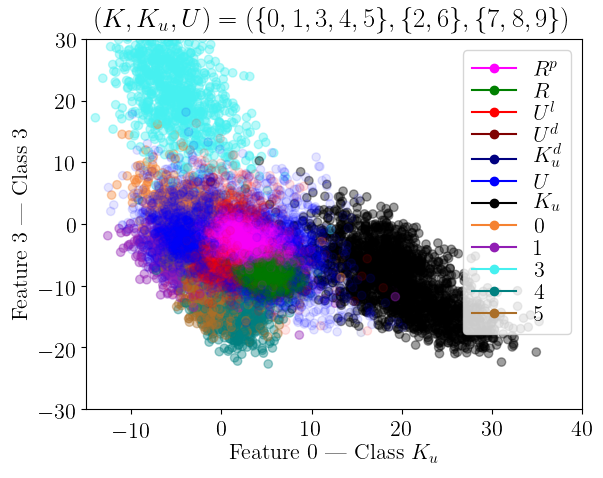 (K, K_u, U) = ({0, 1, 3, 4, 5}, {2, 6}, {7, 8, 9})
30
20
10
0
−10
−20
−30
Feature 3 — Class 3
−10
0
10
20
30
40
Feature 0 — Class K_u
R^p
R
U^l
U^d
K_u^d
U
K_u
0
1
3
4
5